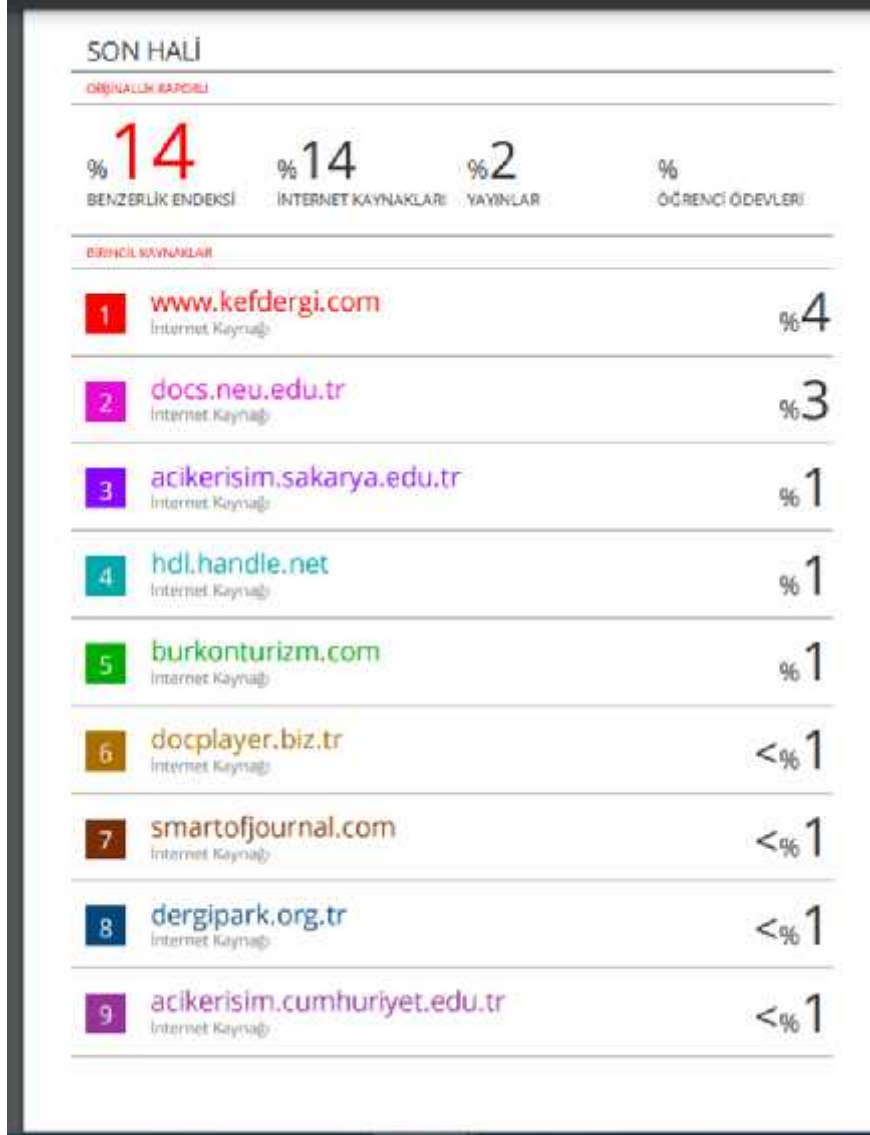 SON HALİ
ORİJİNALLİK RAPORU
%14 %14 %2 %
BENZERLİK ENDEKSİ İNTERNET KAYNAKLARI YAYINLAR ÖĞRENCİ ÖDEVLERİ
BİRİNCİL KAYNAKLAR
1 www.kefdergi.com %4
İnternet Kaynağı
2 docs.neu.edu.tr %3
İnternet Kaynağı
3 acikerisim.sakarya.edu.tr %1
İnternet Kaynağı
4 hdl.handle.net %1
İnternet Kaynağı
5 burkonturizm.com %1
İnternet Kaynağı
6 docplayer.biz.tr <%1
İnternet Kaynağı
7 smartofjournal.com <%1
İnternet Kaynağı
8 dergipark.org.tr <%1
İnternet Kaynağı
9 acikerisim.cumhuriyet.edu.tr <%1
İnternet Kaynağı